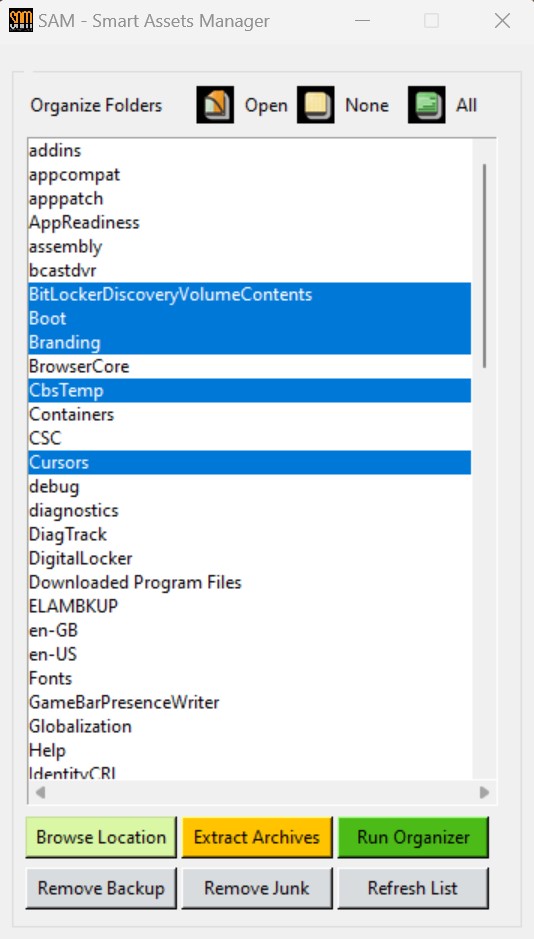 SAM - Smart Assets Manager
Organize Folders Open None All
addins
appcompat
apppatch
AppReadiness
assembly
bcastdvr
BitLockerDiscoveryVolumeContents
Boot
Branding
BrowserCore
CbsTemp
Containers
CSC
Cursors
debug
diagnostics
DiagTrack
DigitalLocker
Downloaded Program Files
ELAMBKUP
en-GB
en-US
Fonts
GameBarPresenceWriter
Globalization
Help
IdentityCRL
Browse Location Extract Archives Run Organizer
Remove Backup Remove Junk Refresh List